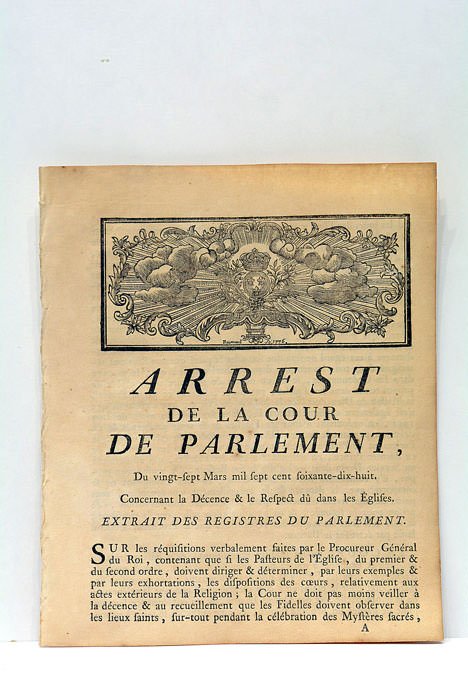 ARREST
DE LA COUR
DE PARLEMENT,
Du vingt-ſept Mars mil ſept cent ſoixante-dix-huit.
Concernant la Décence & le Reſpect dû dans les Égliſes.
EXTRAIT DES REGISTRES DU PARLEMENT.
SUR les réquiſitions verbalement faites par le Procureur Général
du Roi, contenant que ſi les Paſteurs de l'Égliſe, du premier &
du ſecond ordre, doivent diriger & déterminer, par leurs exemples &
par leurs exhortations, les diſpoſitions des cœurs, relativement aux
actes extérieurs de la Religion; la Cour ne doit pas moins veiller à
la décence & au recueillement que les Fidelles doivent obſerver dans
les lieux ſaints, ſur-tout pendant la célébration des Myſtères ſacrés,
A